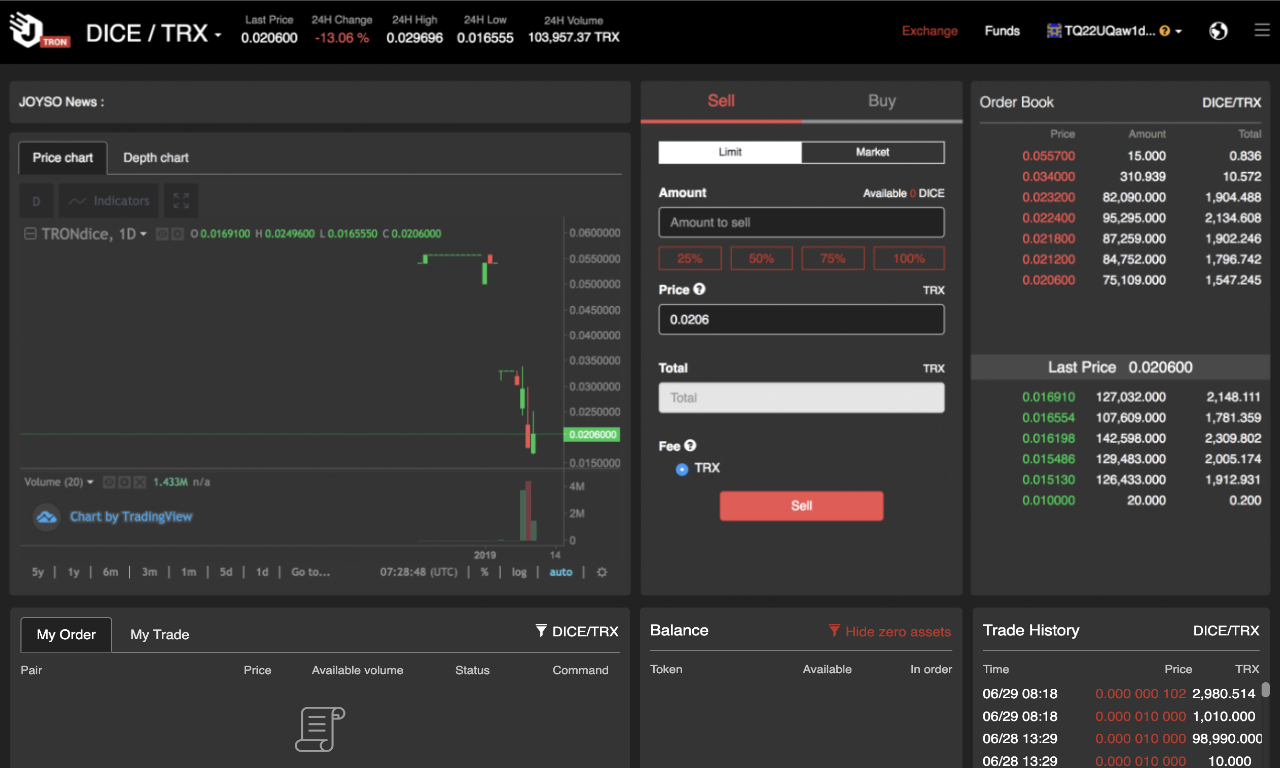 TRON
DICE / TRX
Last Price
0.020600
24H Change
-13.06 %
24H High
0.029696
24H Low
0.016555
24H Volume
103,957.37 TRX
Exchange
Funds
TQ22UQaw1d...
JOYSO News :
Price chart
Depth chart
D
Indicators
TRONdice, 1D
O 0.0169100 H 0.0249600 L 0.0165550 C 0.0206000
0.0600000
0.0550000
0.0500000
0.0450000
0.0400000
0.0350000
0.0300000
0.0250000
0.0206000
0.0150000
Volume (20)
1.433M n/a
4M
2M
0
Chart by TradingView
2019
14
5y | 1y | 6m | 3m | 1m | 5d | 1d | Go to...
07:28:48 (UTC) | % | log | auto |
Sell
Buy
Limit
Market
Amount
Available 0 DICE
Amount to sell
25%
50%
75%
100%
Price
TRX
0.0206
Total
TRX
Total
Fee
TRX
Sell
Order Book
DICE/TRX
Price Amount Total
0.055700 15.000 0.836
0.034000 310.939 10.572
0.023200 82,090.000 1,904.488
0.022400 95,295.000 2,134.608
0.021800 87,259.000 1,902.246
0.021200 84,752.000 1,796.742
0.020600 75,109.000 1,547.245
Last Price 0.020600
0.016910 127,032.000 2,148.111
0.016554 107,609.000 1,781.359
0.016198 142,598.000 2,309.802
0.015486 129,483.000 2,005.174
0.015130 126,433.000 1,912.931
0.010000 20.000 0.200
My Order
My Trade
DICE/TRX
Pair Price Available volume Status Command
Balance
Hide zero assets
Token Available In order
Trade History
DICE/TRX
Time Price TRX
06/29 08:18 0.000 000 102 2,980.514
06/29 08:18 0.000 010 000 1,010.000
06/28 13:29 0.000 010 000 98,990.000
06/28 13:29 0.000 010 000 10.000